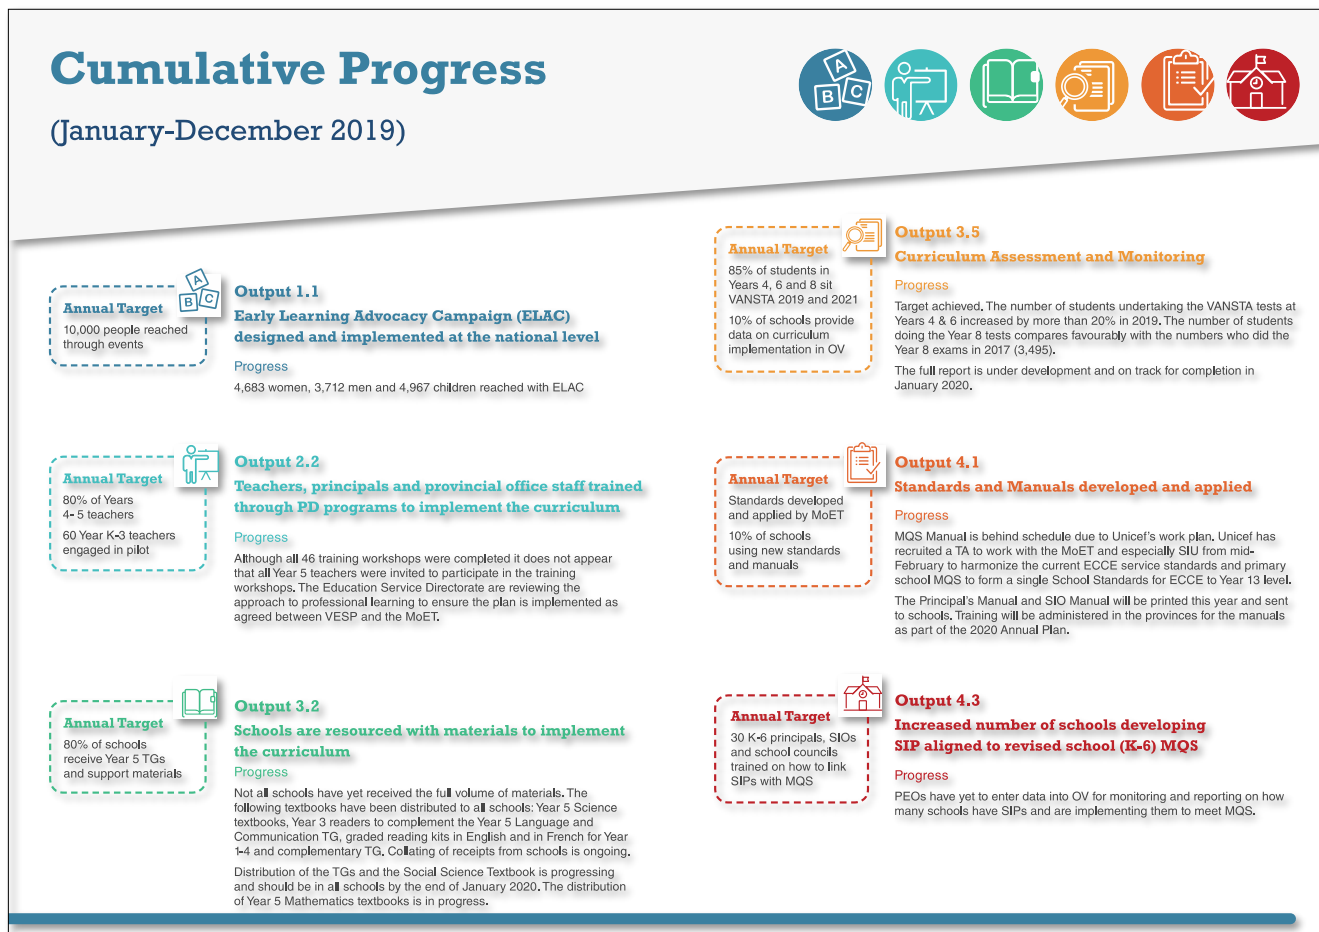 Cumulative Progress
(January-December 2019)
A
B
C
Annual Target
10,000 people reached
through events
A
B
C
Output 1.1
Early Learning Advocacy Campaign (ELAC)
designed and implemented at the national level
Progress
4,683 women, 3,712 men and 4,967 children reached with ELAC
Annual Target
80% of Years
4- 5 teachers
60 Year K-3 teachers
engaged in pilot
Output 2.2
Teachers, principals and provincial office staff trained
through PD programs to implement the curriculum
Progress
Although all 46 training workshops were completed it does not appear
that all Year 5 teachers were invited to participate in the training
workshops. The Education Service Directorate are reviewing the
approach to professional learning to ensure the plan is implemented as
agreed between VESP and the MoET.
Annual Target
80% of schools
receive Year 5 TGs
and support materials
Output 3.2
Schools are resourced with materials to implement
the curriculum
Progress
Not all schools have yet received the full volume of materials. The
following textbooks have been distributed to all schools: Year 5 Science
textbooks, Year 3 readers to complement the Year 5 Language and
Communication TG, graded reading kits in English and in French for Year
1-4 and complementary TG. Collating of receipts from schools is ongoing.
Distribution of the TGs and the Social Science Textbook is progressing
and should be in all schools by the end of January 2020. The distribution
of Year 5 Mathematics textbooks is in progress.
Annual Target
85% of students in
Years 4, 6 and 8 sit
VANSTA 2019 and 2021
10% of schools provide
data on curriculum
implementation in OV
Output 3.5
Curriculum Assessment and Monitoring
Progress
Target achieved. The number of students undertaking the VANSTA tests at
Years 4 & 6 increased by more than 20% in 2019. The number of students
doing the Year 8 tests compares favourably with the numbers who did the
Year 8 exams in 2017 (3,495).
The full report is under development and on track for completion in
January 2020.
Annual Target
Standards developed
and applied by MoET
10% of schools
using new standards
and manuals
Output 4.1
Standards and Manuals developed and applied
Progress
MQS Manual is behind schedule due to Unicef's work plan. Unicef has
recruited a TA to work with the MoET and especially SIU from mid-
February to harmonize the current ECCE service standards and primary
school MQS to form a single School Standards for ECCE to Year 13 level.
The Principal's Manual and SIO Manual will be printed this year and sent
to schools. Training will be administered in the provinces for the manuals
as part of the 2020 Annual Plan.
Annual Target
30 K-6 principals, SIOs
and school councils
trained on how to link
SIPs with MQS
Output 4.3
Increased number of schools developing
SIP aligned to revised school (K-6) MQS
Progress
PEOs have yet to enter data into OV for monitoring and reporting on how
many schools have SIPs and are implementing them to meet MQS.